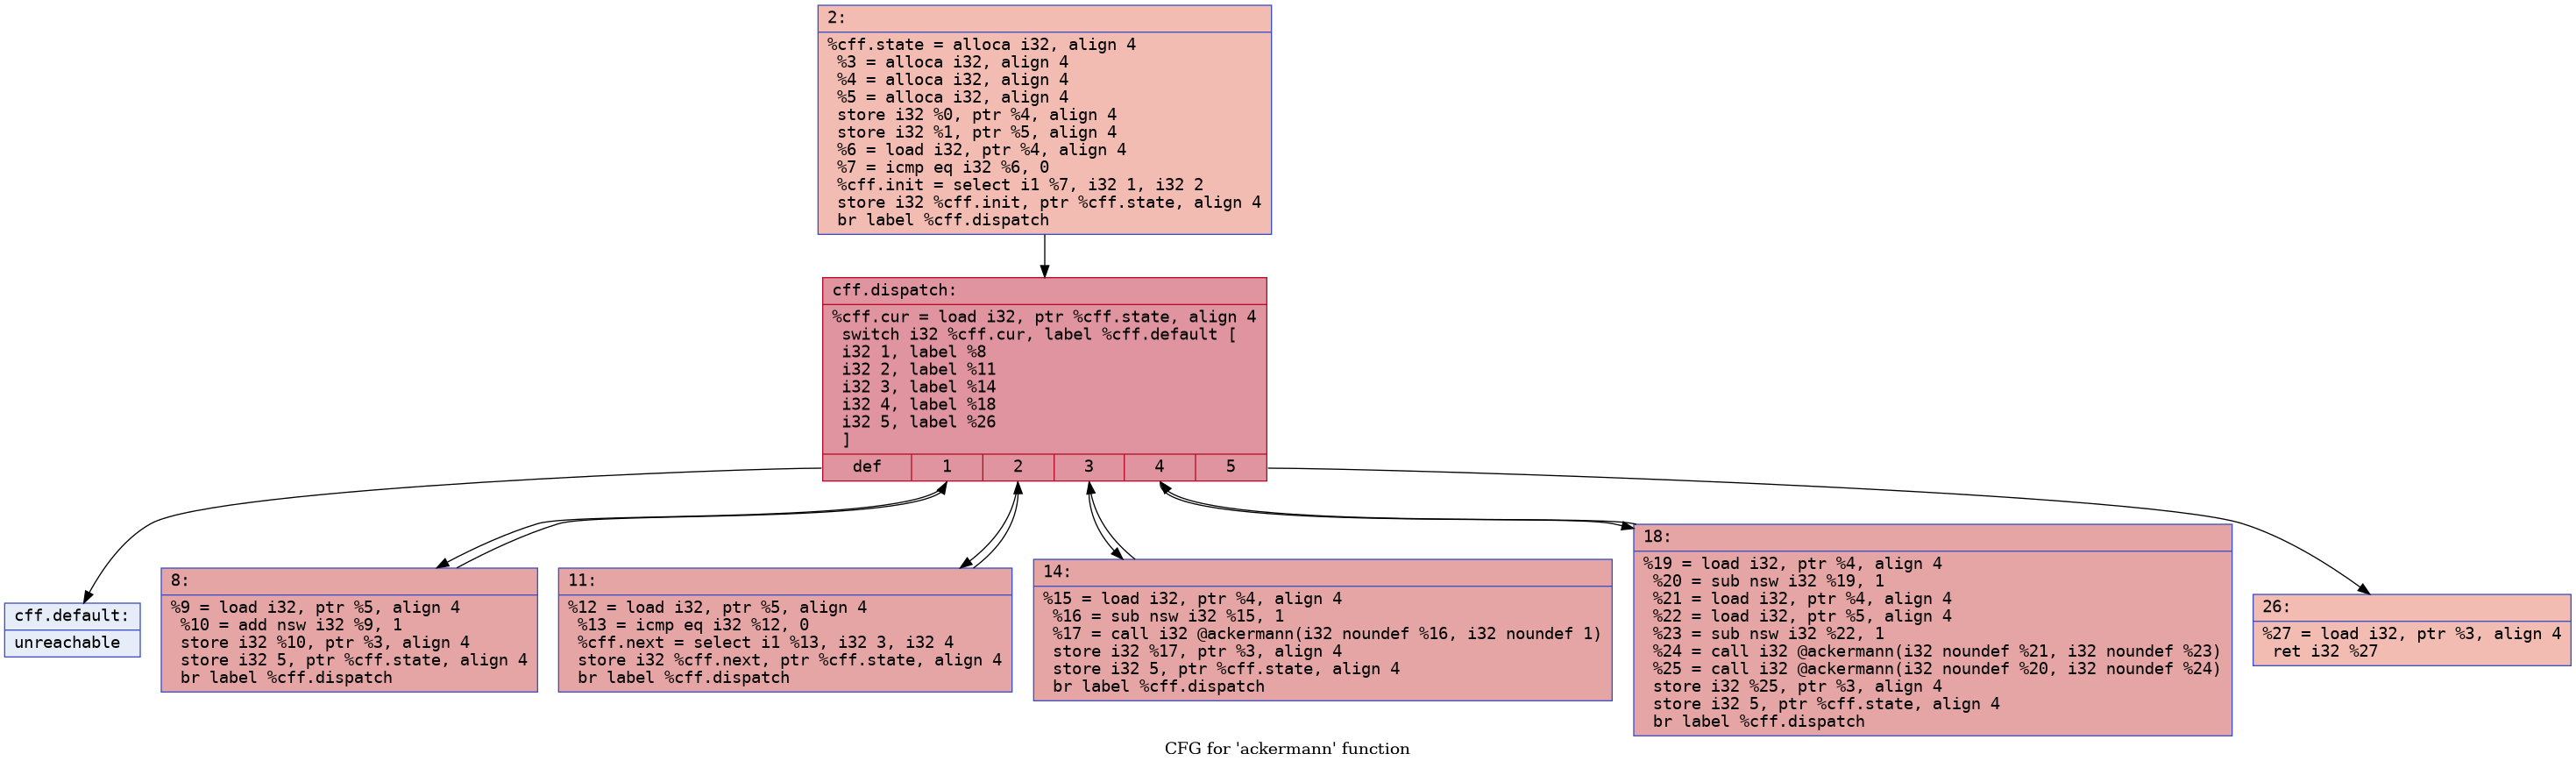 2:
%cff.state = alloca i32, align 4
%3 = alloca i32, align 4
%4 = alloca i32, align 4
%5 = alloca i32, align 4
store i32 %0, ptr %4, align 4
store i32 %1, ptr %5, align 4
%6 = load i32, ptr %4, align 4
%7 = icmp eq i32 %6, 0
%cff.init = select i1 %7, i32 1, i32 2
store i32 %cff.init, ptr %cff.state, align 4
br label %cff.dispatch
cff.dispatch:
%cff.cur = load i32, ptr %cff.state, align 4
switch i32 %cff.cur, label %cff.default [
i32 1, label %8
i32 2, label %11
i32 3, label %14
i32 4, label %18
i32 5, label %26
]
def 1 2 3 4 5
cff.default:
unreachable
8:
%9 = load i32, ptr %5, align 4
%10 = add nsw i32 %9, 1
store i32 %10, ptr %3, align 4
store i32 5, ptr %cff.state, align 4
br label %cff.dispatch
11:
%12 = load i32, ptr %5, align 4
%13 = icmp eq i32 %12, 0
%cff.next = select i1 %13, i32 3, i32 4
store i32 %cff.next, ptr %cff.state, align 4
br label %cff.dispatch
14:
%15 = load i32, ptr %4, align 4
%16 = sub nsw i32 %15, 1
%17 = call i32 @ackermann(i32 noundef %16, i32 noundef 1)
store i32 %17, ptr %3, align 4
store i32 5, ptr %cff.state, align 4
br label %cff.dispatch
18:
%19 = load i32, ptr %4, align 4
%20 = sub nsw i32 %19, 1
%21 = load i32, ptr %4, align 4
%22 = load i32, ptr %5, align 4
%23 = sub nsw i32 %22, 1
%24 = call i32 @ackermann(i32 noundef %21, i32 noundef %23)
%25 = call i32 @ackermann(i32 noundef %20, i32 noundef %24)
store i32 %25, ptr %3, align 4
store i32 5, ptr %cff.state, align 4
br label %cff.dispatch
26:
%27 = load i32, ptr %3, align 4
ret i32 %27
CFG for 'ackermann' function